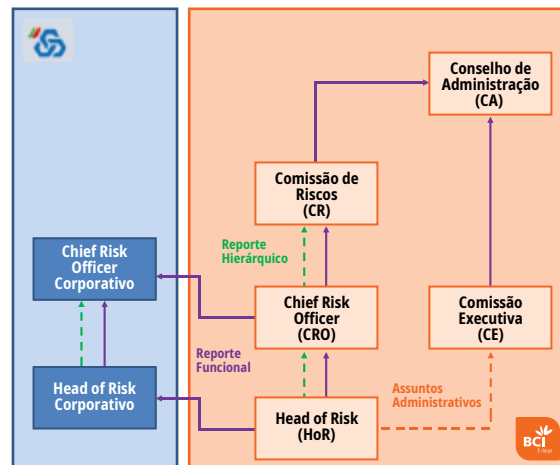 Conselho de
Administração
(CA)
Comissão de
Riscos
(CR)
Reporte
Hierárquico
Chief Risk
Officer
Corporativo
Chief Risk
Officer
(CRO)
Comissão
Executiva
(CE)
Reporte
Funcional
Head of Risk
Corporativo
Assuntos
Administrativos
Head of Risk
(HoR)
BCI